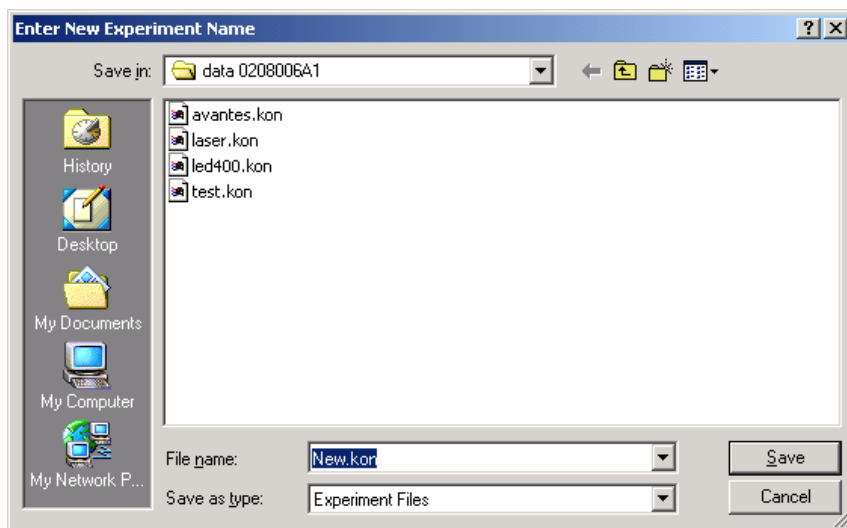 Enter New Experiment Name
Save in:
data 0208006A1
avantes.kon
laser.kon
led400.kon
test.kon
History
Desktop
My Documents
My Computer
My Network P...
File name:
New.kon
Save
Save as type:
Experiment Files
Cancel